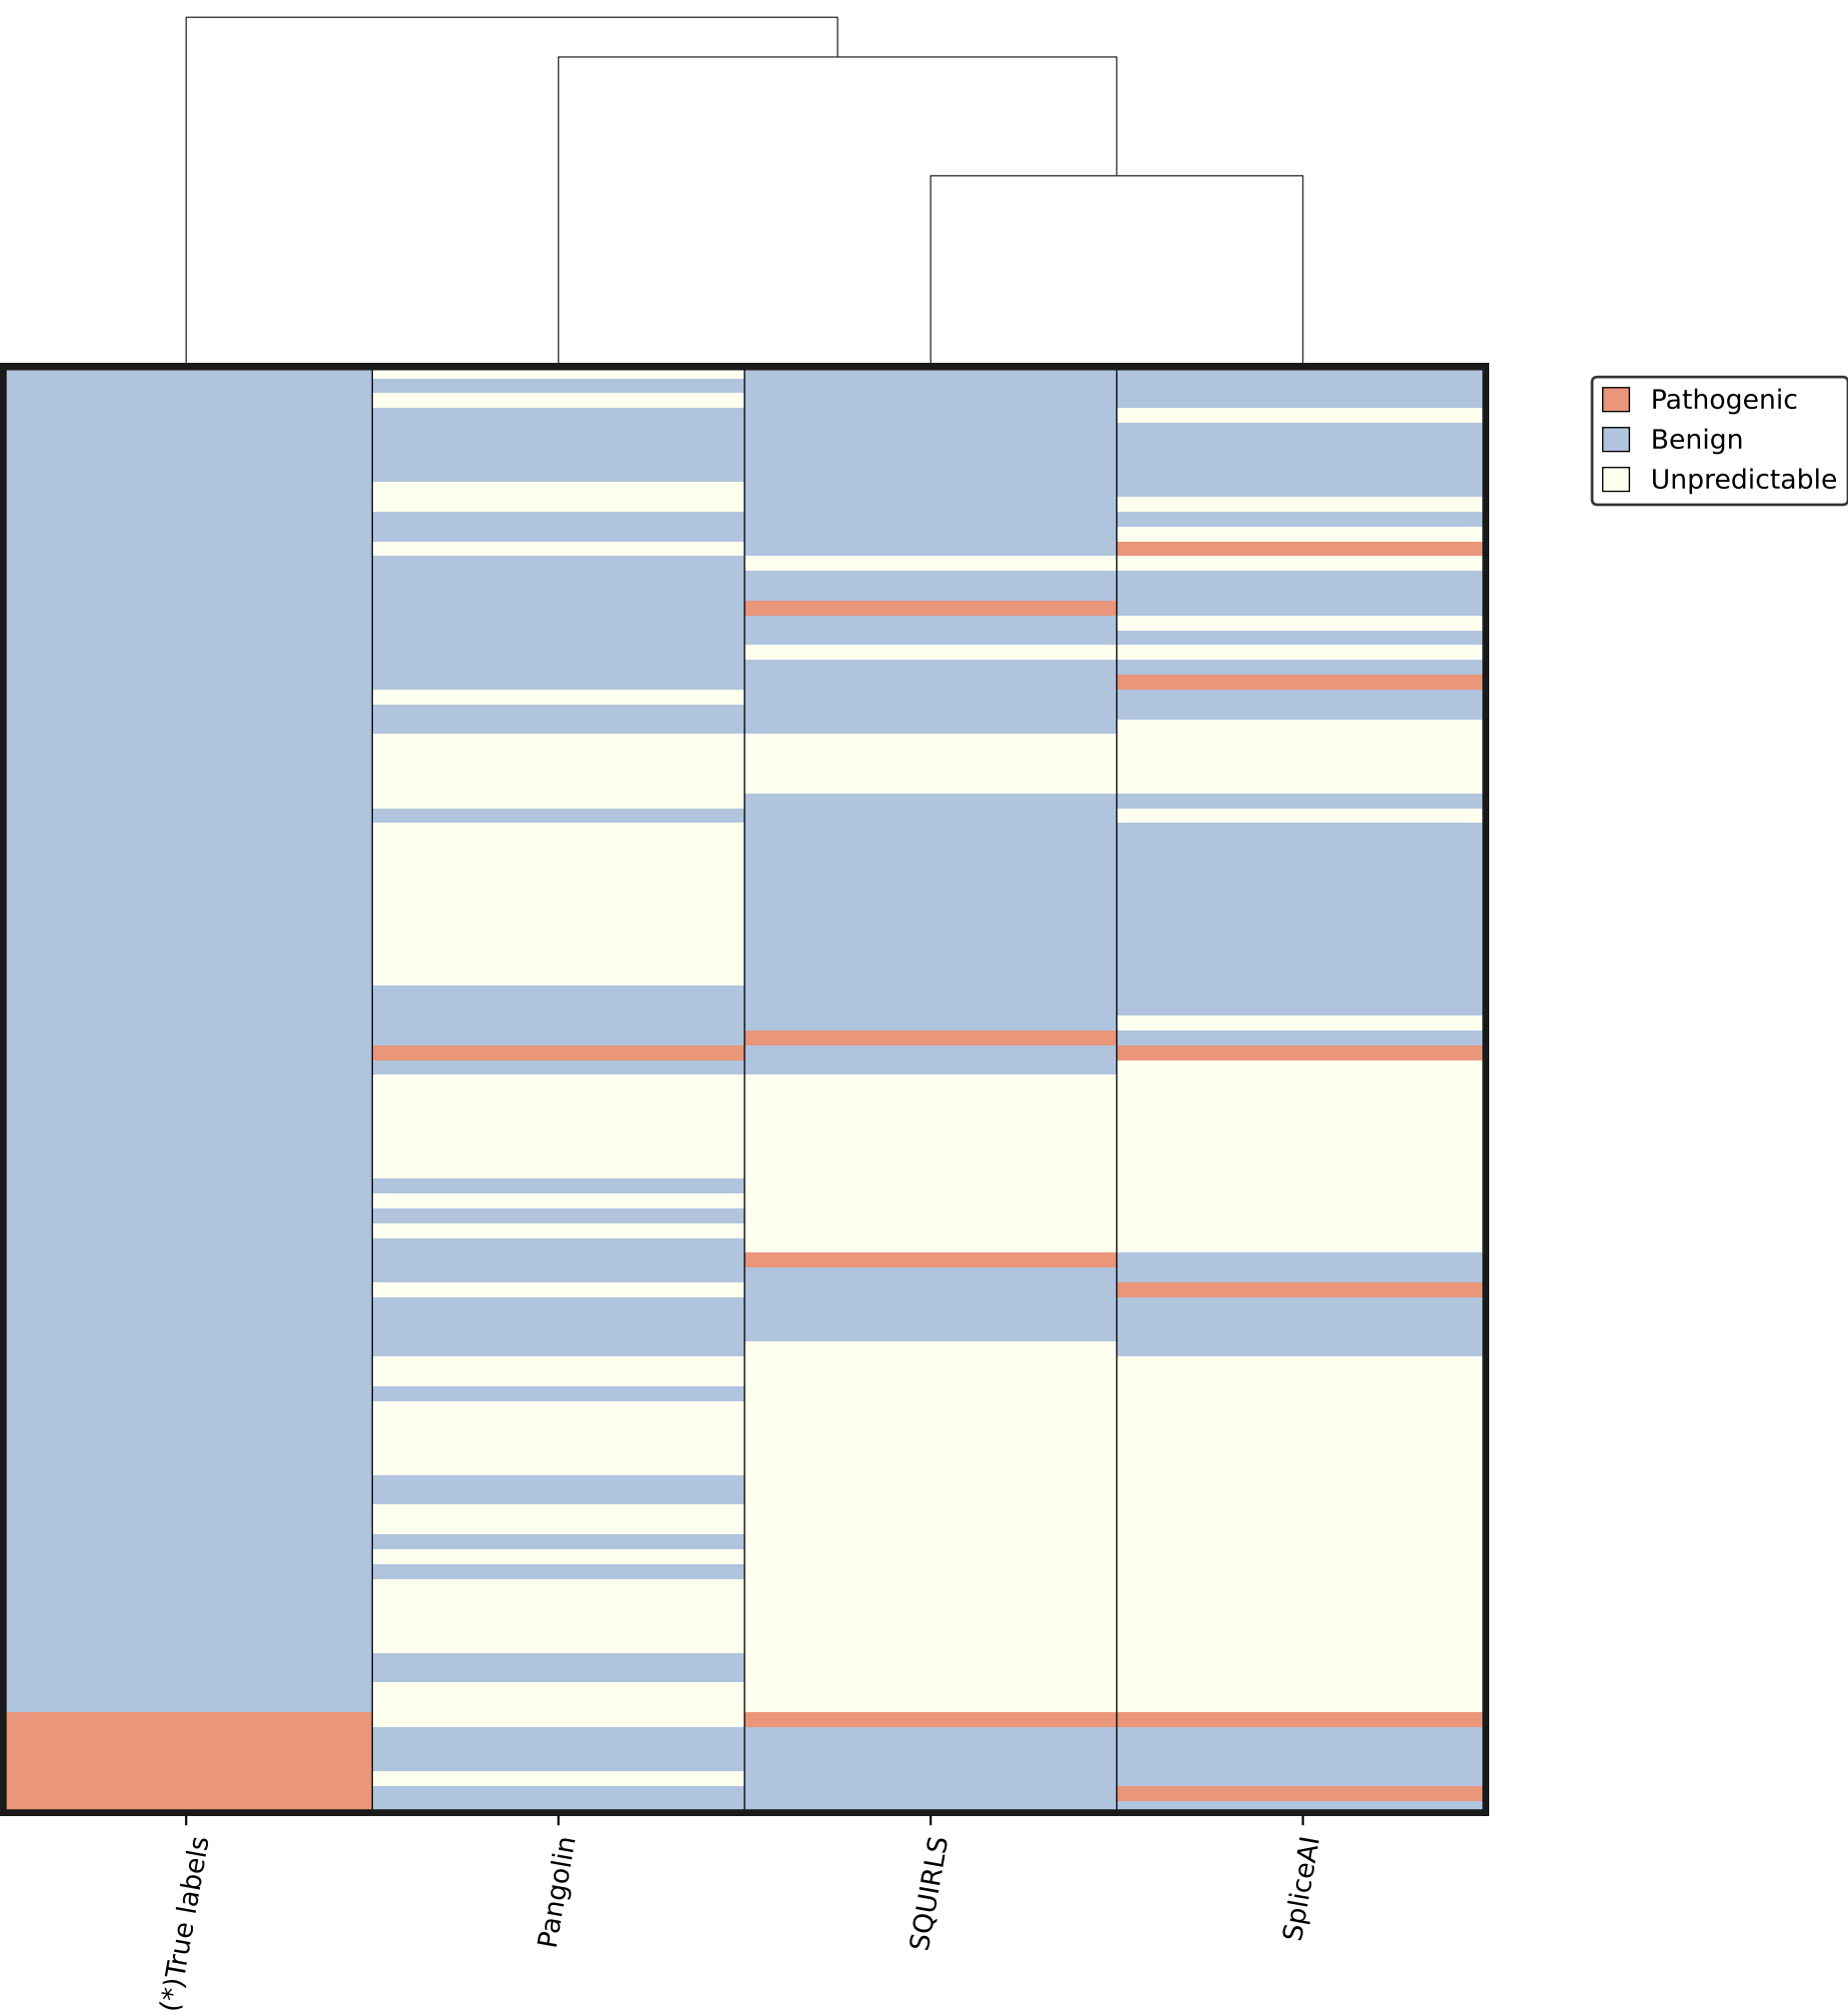 Pathogenic
Benign
Unpredictable
(*)True labels
Pangolin
SQUIRLS
SpliceAI